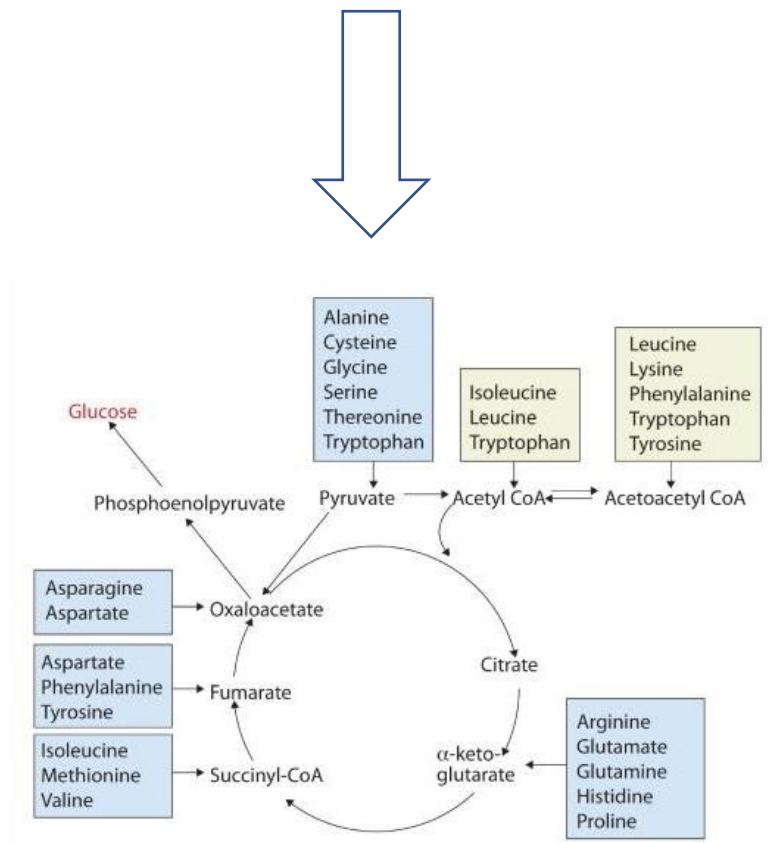 Alanine
Cysteine
Glycine
Serine
Thereonine
Tryptophan
Isoleucine
Leucine
Tryptophan
Leucine
Lysine
Phenylalanine
Tryptophan
Tyrosine
Glucose
Phosphoenolpyruvate
Pyruvate
Acetyl CoA
Acetoacetyl CoA
Asparagine
Aspartate
Oxaloacetate
Aspartate
Phenylalanine
Tyrosine
Fumarate
Citrate
Isoleucine
Methionine
Valine
Succinyl-CoA
α-keto-
glutarate
Arginine
Glutamate
Glutamine
Histidine
Proline